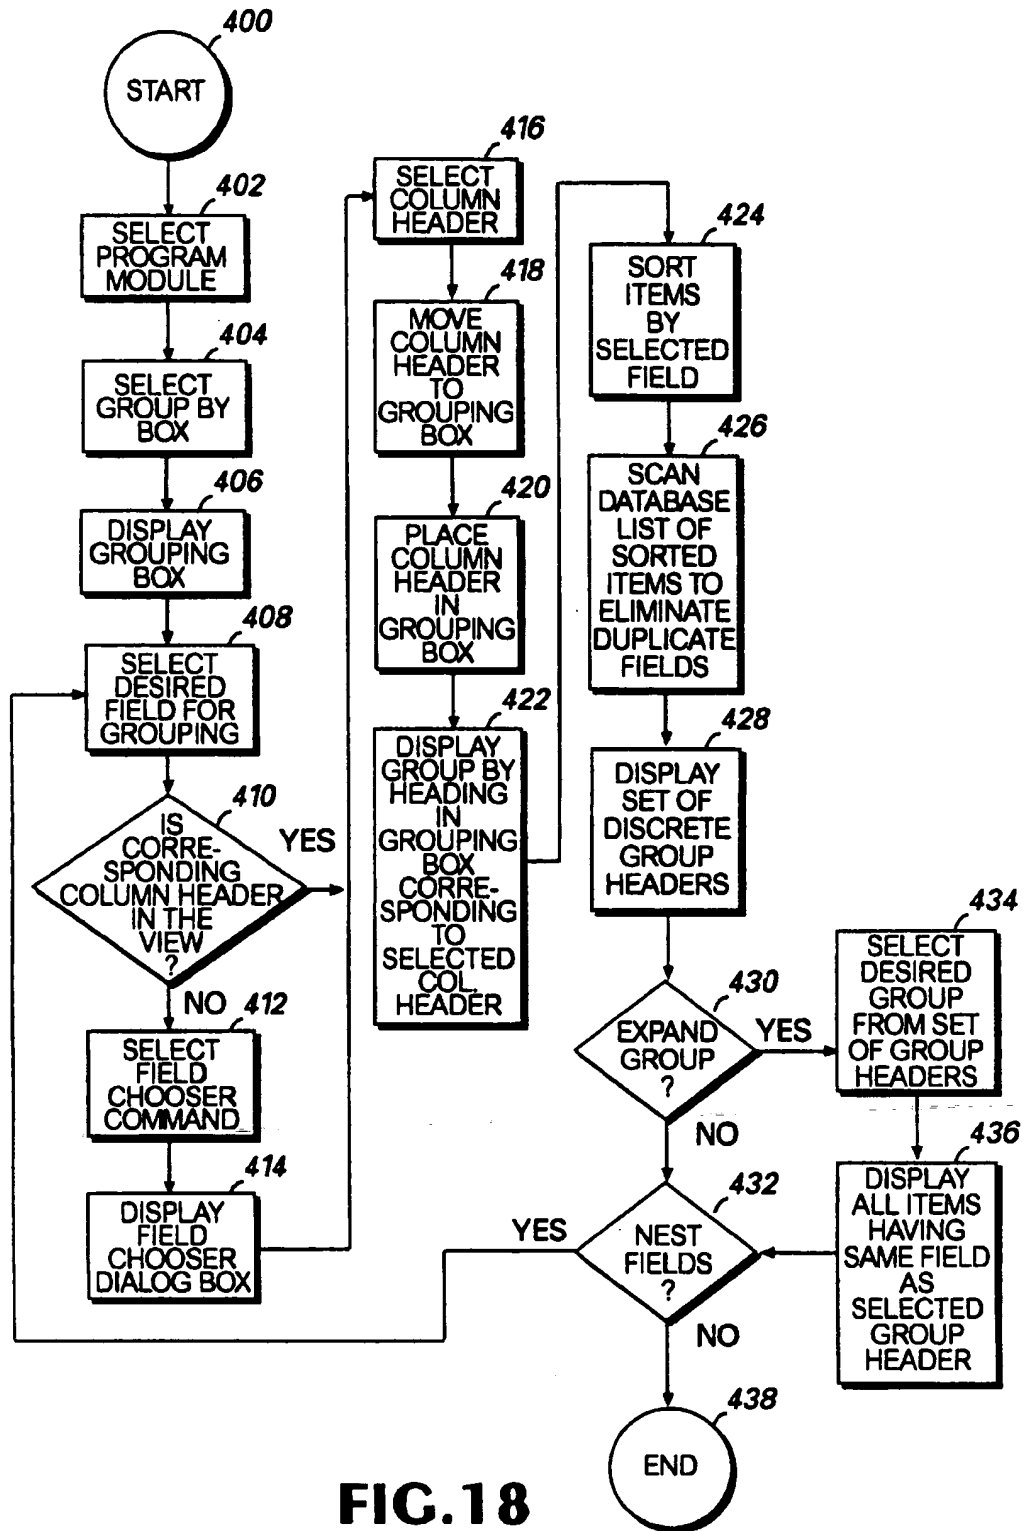 400
START
402
SELECT
PROGRAM
MODULE
404
SELECT
GROUP BY
BOX
406
DISPLAY
GROUPING
BOX
408
SELECT
DESIRED
FIELD FOR
GROUPING
410
IS
CORRE-
SPONDING
COLUMN HEADER
IN THE
VIEW
?
YES
NO
412
SELECT
FIELD
CHOOSER
COMMAND
414
DISPLAY
FIELD
CHOOSER
DIALOG BOX
416
SELECT
COLUMN
HEADER
418
MOVE
COLUMN
HEADER
TO
GROUPING
BOX
420
PLACE
COLUMN
HEADER
IN
GROUPING
BOX
422
DISPLAY
GROUP BY
HEADING
IN
GROUPING
BOX
CORRE-
SPONDING
TO
SELECTED
COL.
HEADER
424
SORT
ITEMS
BY
SELECTED
FIELD
426
SCAN
DATABASE
LIST OF
SORTED
ITEMS TO
ELIMINATE
DUPLICATE
FIELDS
428
DISPLAY
SET OF
DISCRETE
GROUP
HEADERS
430
EXPAND
GROUP
?
YES
NO
434
SELECT
DESIRED
GROUP
FROM SET
OF GROUP
HEADERS
436
DISPLAY
ALL ITEMS
HAVING
SAME FIELD
AS
SELECTED
GROUP
HEADER
432
NEST
FIELDS
?
YES
NO
438
END
FIG.18